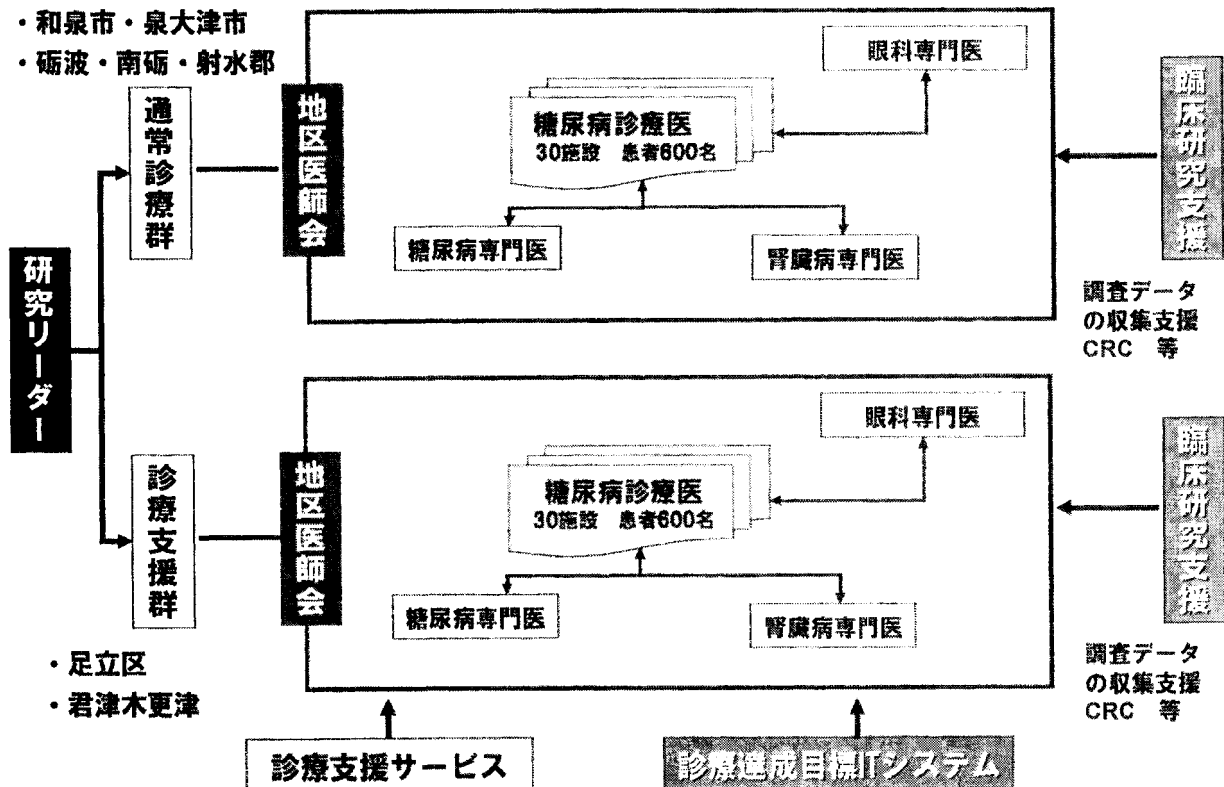 ・和泉市・泉大津市
・砺波・南砺・射水郡
研究リーダー
通常診療群
地区医師会
眼科専門医
糖尿病診療医
30施設 患者600名
糖尿病専門医
腎臓病専門医
臨床研究支援
調査データ
の収集支援
CRC 等
診療支援群
地区医師会
眼科専門医
糖尿病診療医
30施設 患者600名
糖尿病専門医
腎臓病専門医
臨床研究支援
調査データ
の収集支援
CRC 等
・足立区
・君津木更津
診療支援サービス
診療達成目標ITシステム